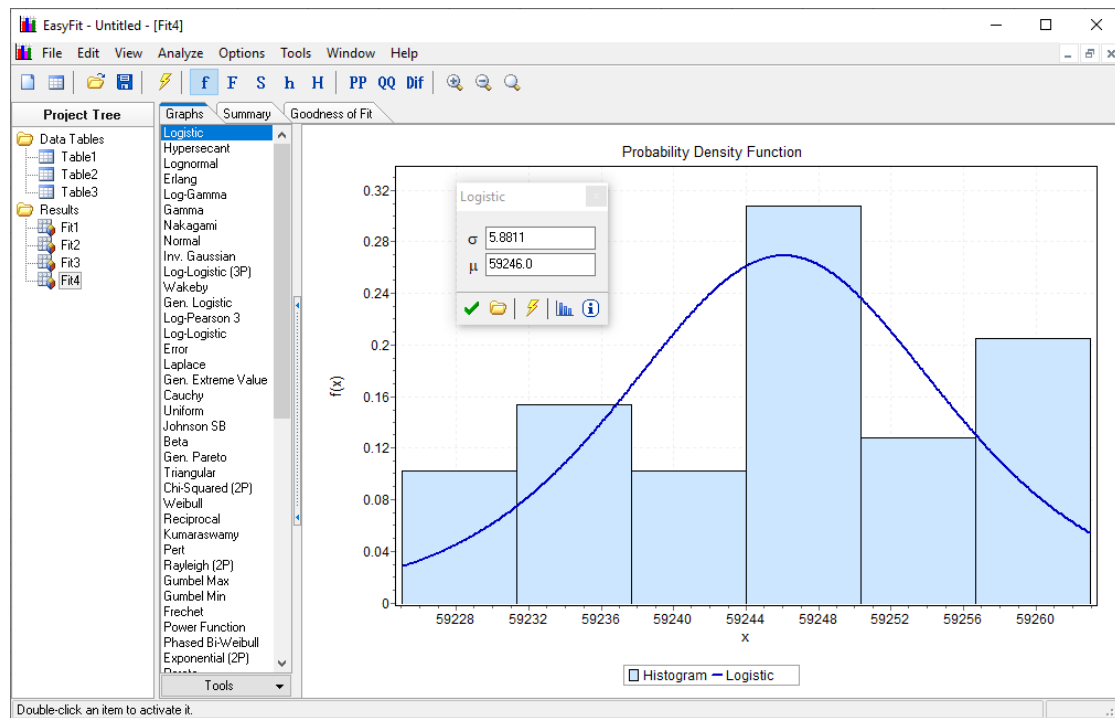 EasyFit - Untitled - [Fit4]
File Edit View Analyze Options Tools Window Help
f F S h H PP QQ Dif
Project Tree
Data Tables
Table1
Table2
Table3
Results
Fit1
Fit2
Fit3
Fit4
Graphs Summary Goodness of Fit
Logistic
Hypersecant
Lognormal
Erlang
Log-Gamma
Gamma
Nakagami
Normal
Inv. Gaussian
Log-Logistic (3P)
Wakeby
Gen. Logistic
Log-Pearson 3
Log-Logistic
Error
Laplace
Gen. Extreme Value
Cauchy
Uniform
Johnson SB
Beta
Gen. Pareto
Triangular
Chi-Squared (2P)
Weibull
Reciprocal
Kumaraswamy
Pert
Rayleigh (2P)
Gumbel Max
Gumbel Min
Frechet
Power Function
Phased Bi-Weibull
Exponential (2P)
Tools
Probability Density Function
Logistic
σ 5.8811
μ 59246.0
f(x)
0.32
0.28
0.24
0.2
0.16
0.12
0.08
0.04
0
59228 59232 59236 59240 59244 59248 59252 59256 59260
x
Histogram Logistic
Double-click an item to activate it.